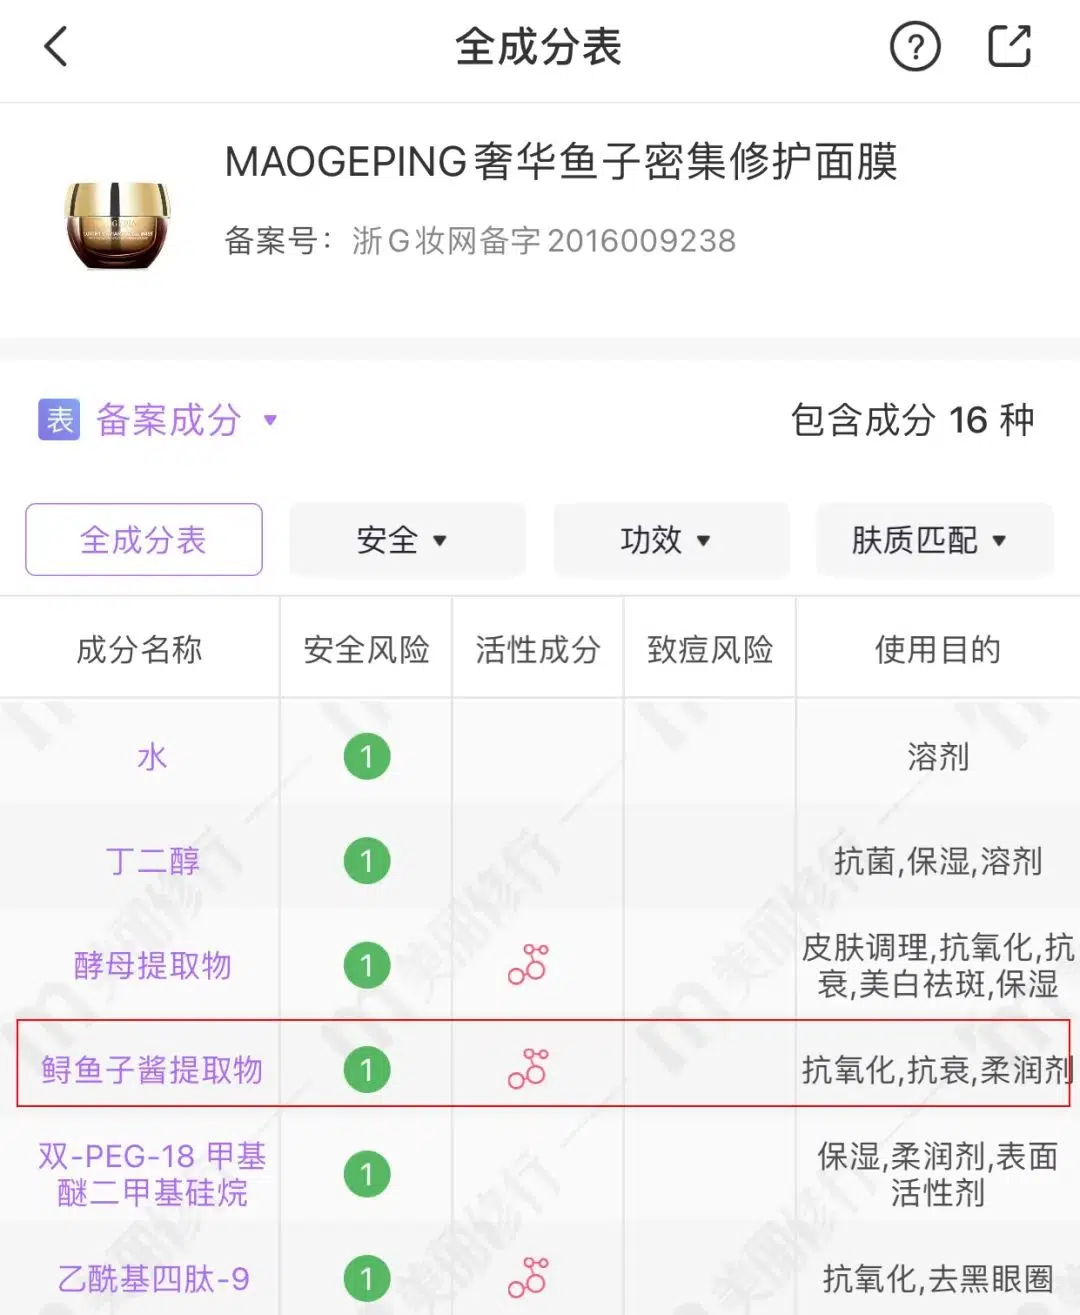 全成分表
MAOGEPING奢华鱼子密集修护面膜
备案号：浙G妆网备字2016009238
表 备案成分
包含成分 16 种
全成分表 安全 功效 肤质匹配
成分名称 安全风险 活性成分 致痘风险 使用目的
水 1 溶剂
丁二醇 1 抗菌,保湿,溶剂
酵母提取物 1 皮肤调理,抗氧化,抗
衰,美白祛斑,保湿
鲟鱼子酱提取物 1 抗氧化,抗衰,柔润剂
双-PEG-18 甲基
醚二甲基硅烷
1
保湿,柔润剂,表面
活性剂
乙酰基四肽-9 1 抗氧化,去黑眼圈
美丽修行